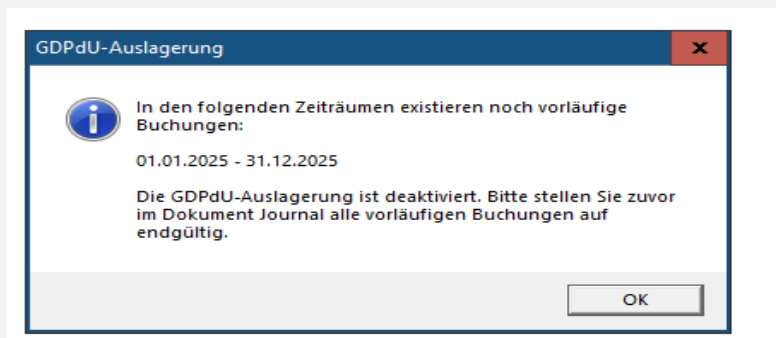 GDPdU-Auslagerung
In den folgenden Zeiträumen existieren noch vorläufige
Buchungen:
01.01.2025 - 31.12.2025
Die GDPdU-Auslagerung ist deaktiviert. Bitte stellen Sie zuvor
im Dokument Journal alle vorläufigen Buchungen auf
endgültig.
OK